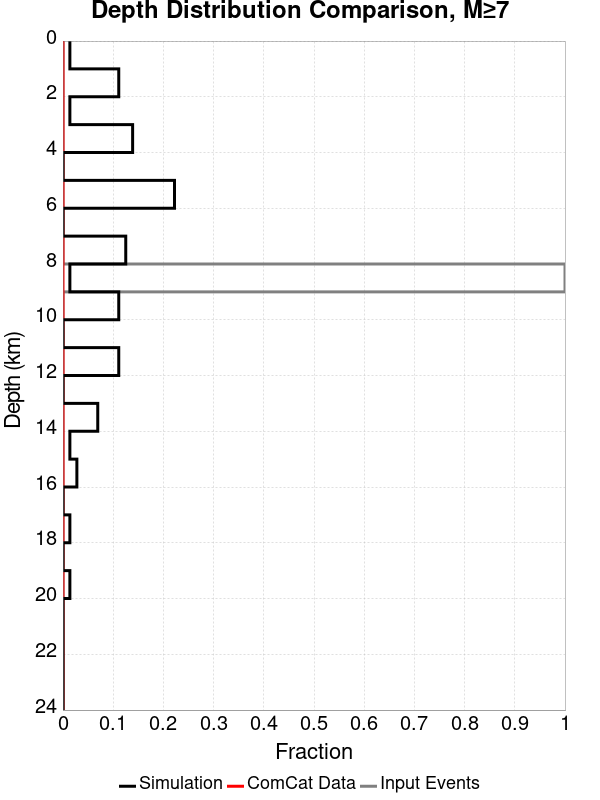 Depth Distribution Comparison, M≥7
0
2
4
6
8
10
12
14
16
18
20
22
24
Depth (km)
0 0.1 0.2 0.3 0.4 0.5 0.6 0.7 0.8 0.9 1
Fraction
Simulation ComCat Data Input Events